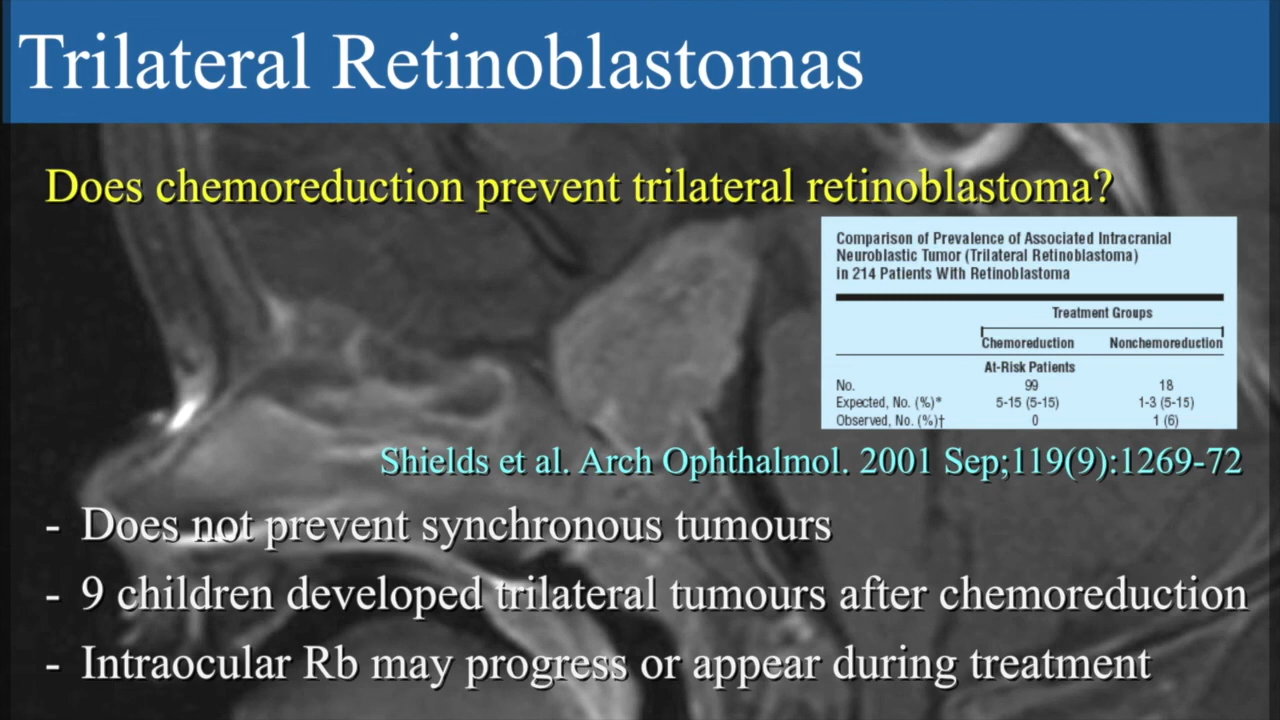 Trilateral Retinoblastomas
Does chemoreduction prevent trilateral retinoblastoma?
Comparison of Prevalence of Associated Intracranial
Neuroblastic Tumor (Trilateral Retinoblastoma)
in 214 Patients With Retinoblastoma
Treatment Groups
Chemoreduction Nonchemoreduction
At-Risk Patients
No. 99 18
Expected, No. (%)* 5-15 (5-15) 1-3 (5-15)
Observed, No. (%)† 0 1 (6)
Shields et al. Arch Ophthalmol. 2001 Sep;119(9):1269-72
- Does not prevent synchronous tumours
- 9 children developed trilateral tumours after chemoreduction
- Intraocular Rb may progress or appear during treatment